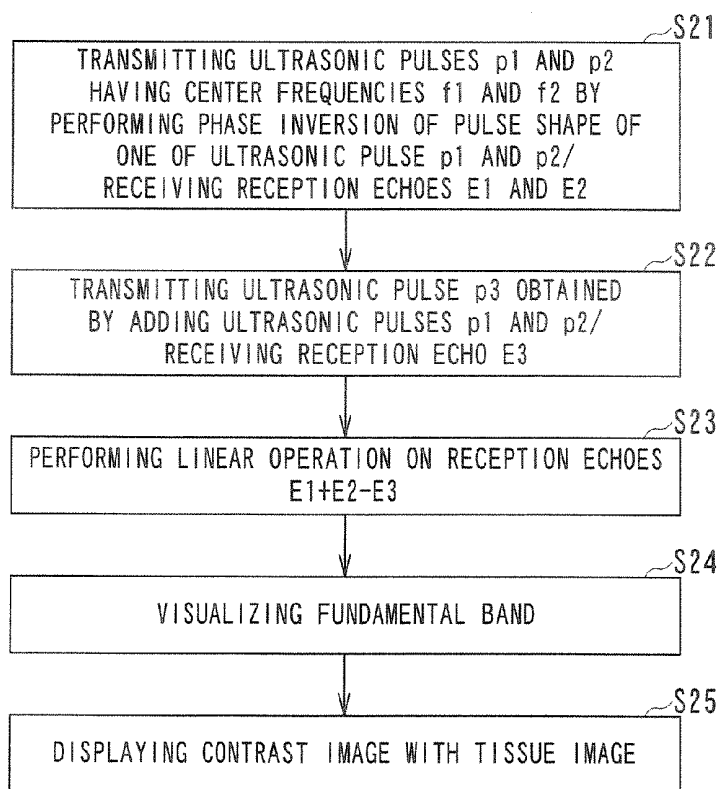 S21
TRANSMITTING ULTRASONIC PULSES p1 AND p2
HAVING CENTER FREQUENCIES f1 AND f2 BY
PERFORMING PHASE INVERSION OF PULSE SHAPE OF
ONE OF ULTRASONIC PULSE p1 AND p2/
RECEIVING RECEPTION ECHOES E1 AND E2
S22
TRANSMITTING ULTRASONIC PULSE p3 OBTAINED
BY ADDING ULTRASONIC PULSES p1 AND p2/
RECEIVING RECEPTION ECHO E3
S23
PERFORMING LINEAR OPERATION ON RECEPTION ECHOES
E1+E2-E3
S24
VISUALIZING FUNDAMENTAL BAND
S25
DISPLAYING CONTRAST IMAGE WITH TISSUE IMAGE